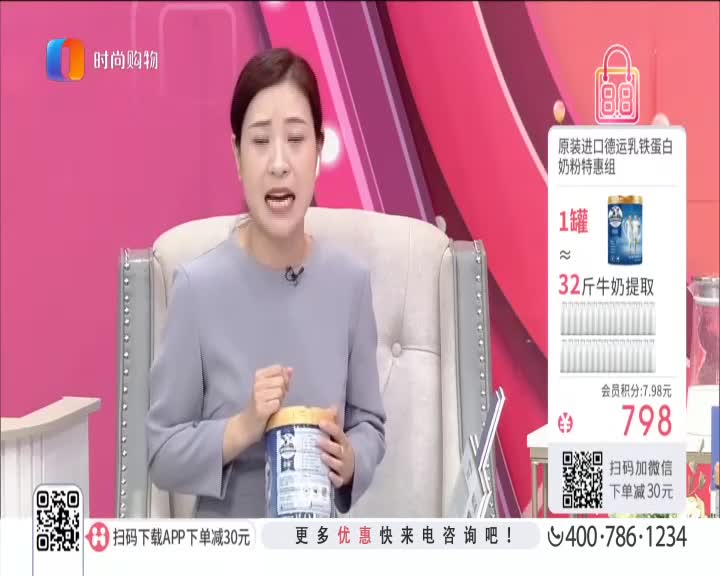 时尚购物
8.8
原装进口德运乳铁蛋白
奶粉特惠组
1罐
≈
32斤牛奶提取
会员积分:7.98元
¥ 798
扫码加微信
下单减30元
扫码下载APP下单减30元
更多优惠快来电咨询吧!
400·786·1234